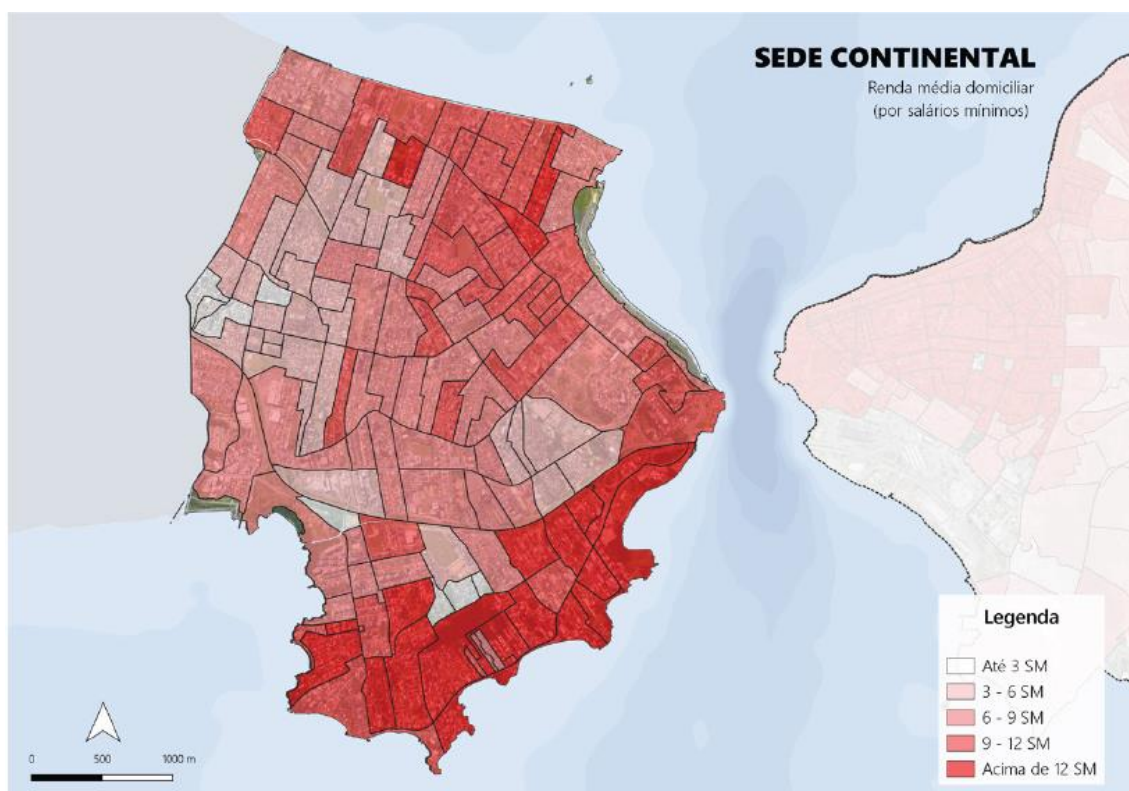 SEDE CONTINENTAL
Renda média domiciliar
(por salários mínimos)
Legenda
Até 3 SM
3 - 6 SM
6 - 9 SM
9 - 12 SM
Acima de 12 SM
0 500 1000 m